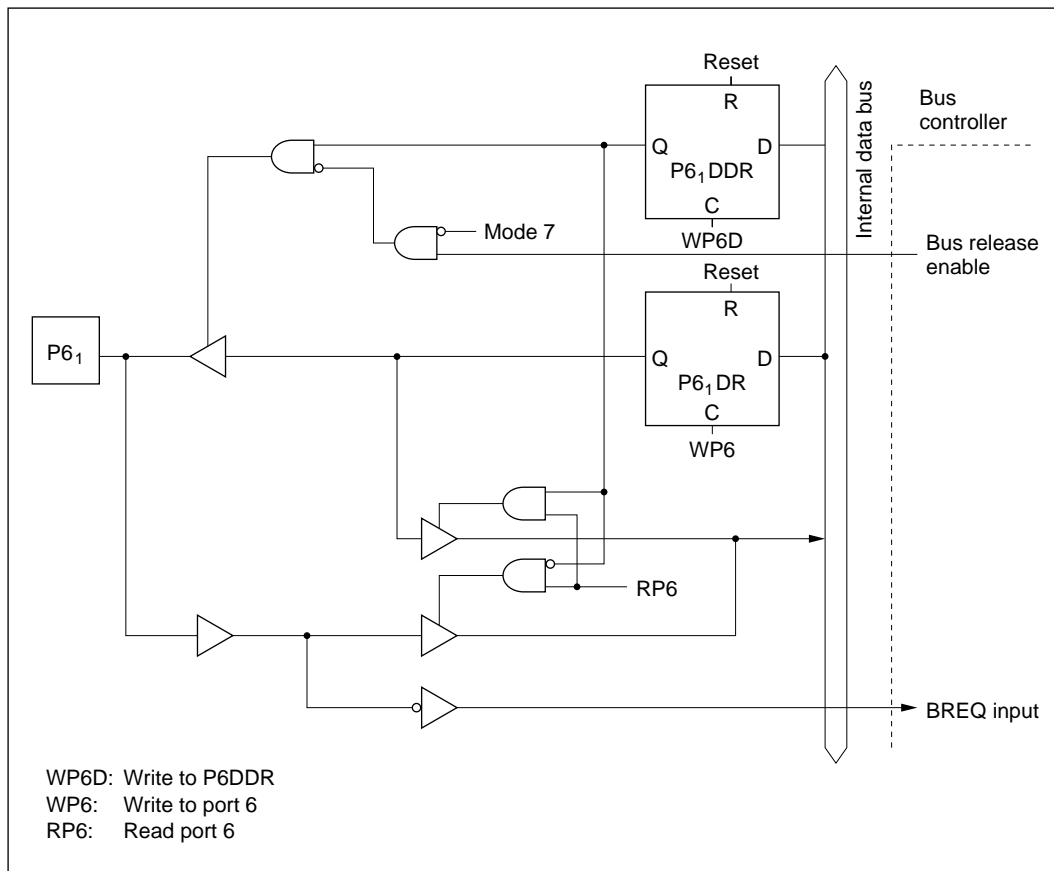 Reset
R
Q
D
P6₁DDR
C
WP6D
Internal data bus
Bus
controller
Mode 7
Bus release
enable
Reset
R
P6₁
Q
D
P6₁DR
C
WP6
RP6
BREQ input
WP6D: Write to P6DDR
WP6: Write to port 6
RP6: Read port 6